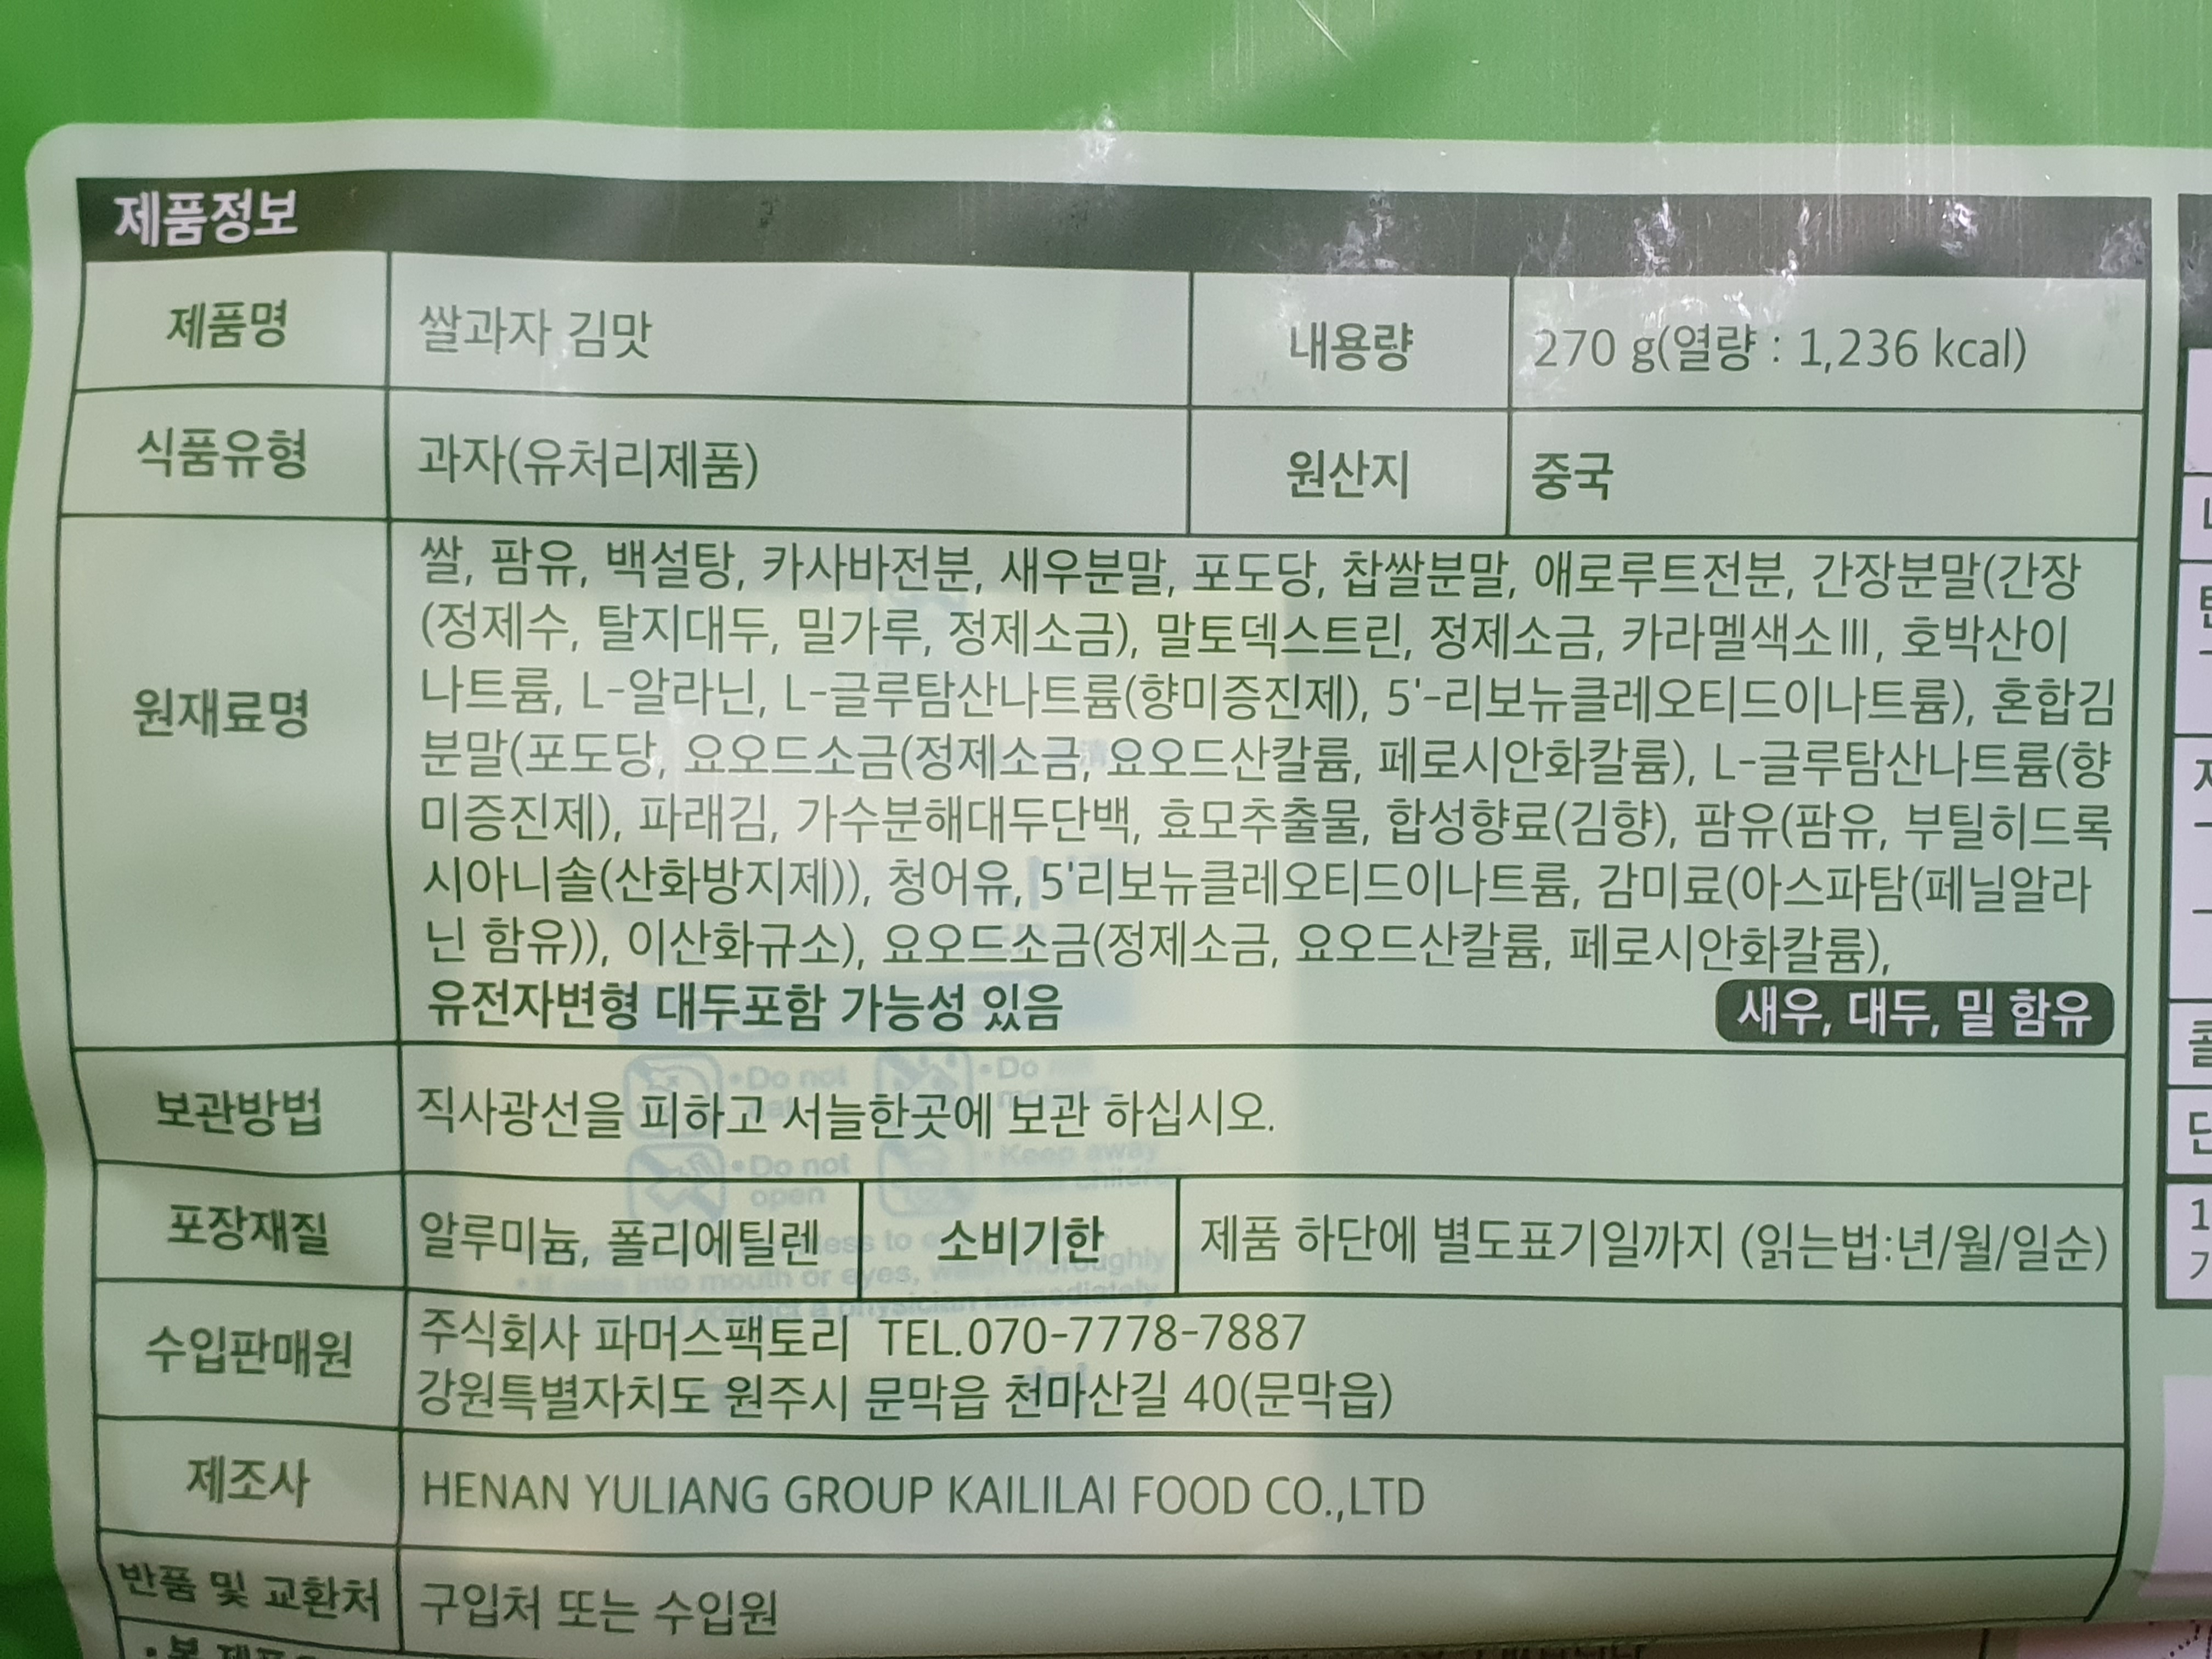 제품정보
제품명 쌀과자 김맛 내용량 270 g(열량 : 1,236 kcal)
식품유형 과자(유처리제품) 원산지 중국
원재료명
쌀, 팜유, 백설탕, 카사바전분, 새우분말, 포도당, 찹쌀분말, 애로루트전분, 간장분말(간장
(정제수, 탈지대두, 밀가루, 정제소금), 말토덱스트린, 정제소금, 카라멜색소Ⅲ, 호박산이
나트륨, L-알라닌, L-글루탐산나트륨(향미증진제), 5'-리보뉴클레오티드이나트륨), 혼합김
분말(포도당, 요오드소금(정제소금, 요오드산칼륨, 페로시안화칼륨), L-글루탐산나트륨(향
미증진제), 파래김, 가수분해대두단백, 효모추출물, 합성향료(김향), 팜유(팜유, 부틸히드록
시아니솔(산화방지제)), 청어유, 5'리보뉴클레오티드이나트륨, 감미료(아스파탐(페닐알라
닌 함유)), 이산화규소), 요오드소금(정제소금, 요오드산칼륨, 페로시안화칼륨),
유전자변형 대두포함 가능성 있음 새우, 대두, 밀 함유
보관방법 직사광선을 피하고 서늘한곳에 보관 하십시오.
포장재질 알루미늄, 폴리에틸렌 소비기한 제품 하단에 별도표기일까지 (읽는법:년/월/일순)
수입판매원
주식회사 파머스팩토리 TEL.070-7778-7887
강원특별자치도 원주시 문막읍 천마산길 40(문막읍)
제조사 HENAN YULIANG GROUP KAILILAI FOOD CO.,LTD
반품 및 교환처 구입처 또는 수입원
Do not
Do
Do not
open
Keep away